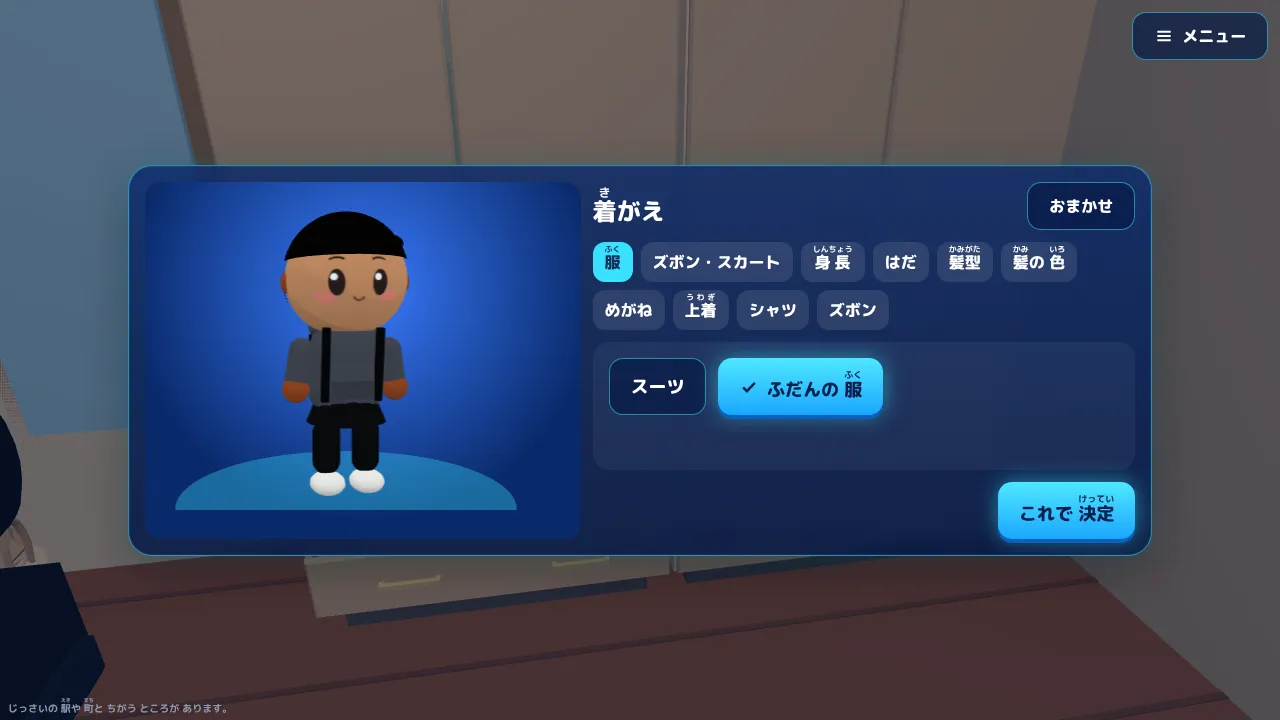 メニュー
着がえ
おまかせ
服
ズボン・スカート
身長
はだ
髪型
髪の色
めがね
上着
シャツ
ズボン
スーツ
ふだんの服
これで決定
じっさいの駅や町とちがうところがあります。